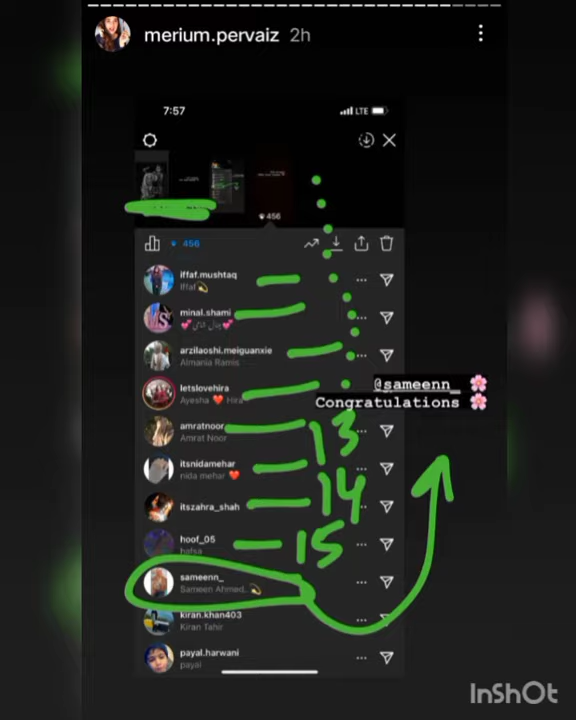 merium.pervaiz 2h
7:57
LTE
456
456
iffaf.mushtaq
Iffaf💫
minal.shami
arzilaoshi.meiguanxie
Almania Ramis
@sameenn_ 🌸
letslovehira
Ayesha ❤️ Hira
Congratulations 🌸
amratnoor
Amrat Noor
13
itsnidamehar
nida mehar ❤️
14
itszahra_shah
hoof_05
hafsa
15
sameenn_
Sameen Ahmed. 💫
kiran.khan403
Kiran Tahir
payal.harwani
payal
InShOt